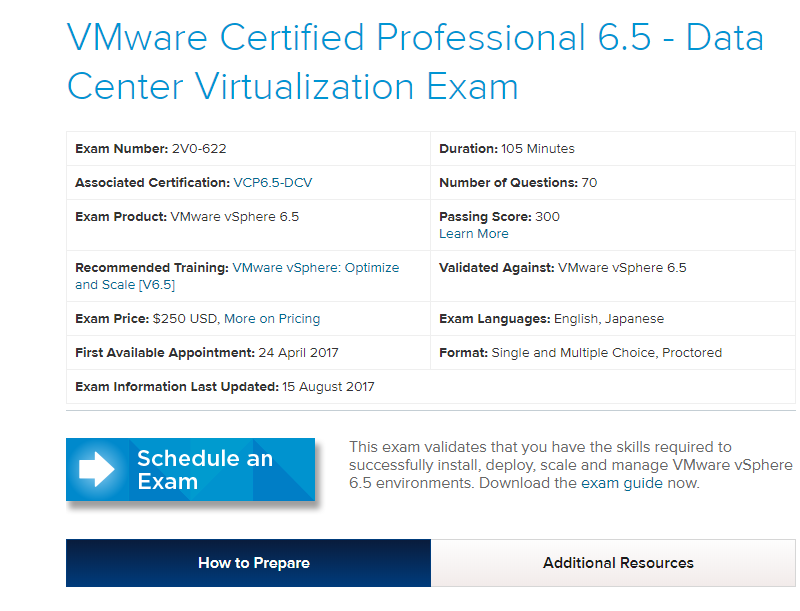 VMware Certified Professional 6.5 - Data
Center Virtualization Exam
Exam Number: 2V0-622
Duration: 105 Minutes
Associated Certification: VCP6.5-DCV
Number of Questions: 70
Exam Product: VMware vSphere 6.5
Passing Score: 300
Learn More
Recommended Training: VMware vSphere: Optimize
and Scale [V6.5]
Validated Against: VMware vSphere 6.5
Exam Price: $250 USD, More on Pricing
Exam Languages: English, Japanese
First Available Appointment: 24 April 2017
Format: Single and Multiple Choice, Proctored
Exam Information Last Updated: 15 August 2017
Schedule an
Exam
This exam validates that you have the skills required to
successfully install, deploy, scale and manage VMware vSphere
6.5 environments. Download the exam guide now.
How to Prepare
Additional Resources